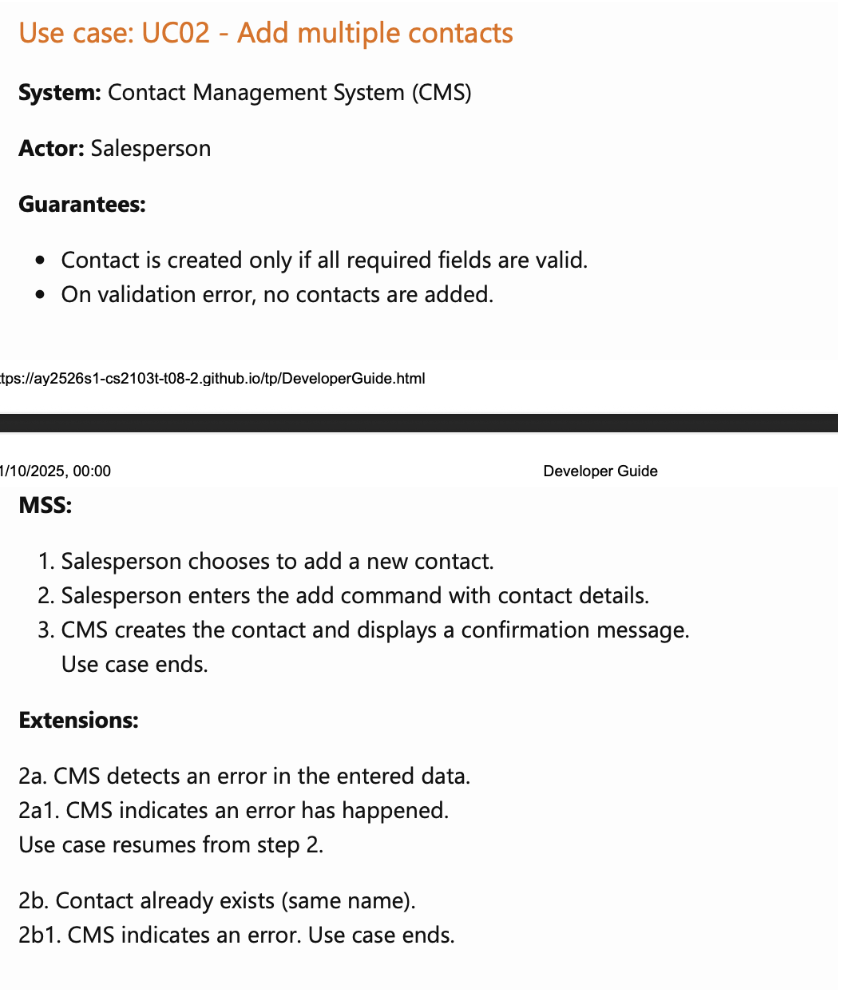 Use case: UC02 - Add multiple contacts
System: Contact Management System (CMS)
Actor: Salesperson
Guarantees:
• Contact is created only if all required fields are valid.
• On validation error, no contacts are added.
tps://ay2526s1-cs2103t-t08-2.github.io/tp/DeveloperGuide.html
1/10/2025, 00:00 Developer Guide
MSS:
1. Salesperson chooses to add a new contact.
2. Salesperson enters the add command with contact details.
3. CMS creates the contact and displays a confirmation message.
Use case ends.
Extensions:
2a. CMS detects an error in the entered data.
2a1. CMS indicates an error has happened.
Use case resumes from step 2.
2b. Contact already exists (same name).
2b1. CMS indicates an error. Use case ends.